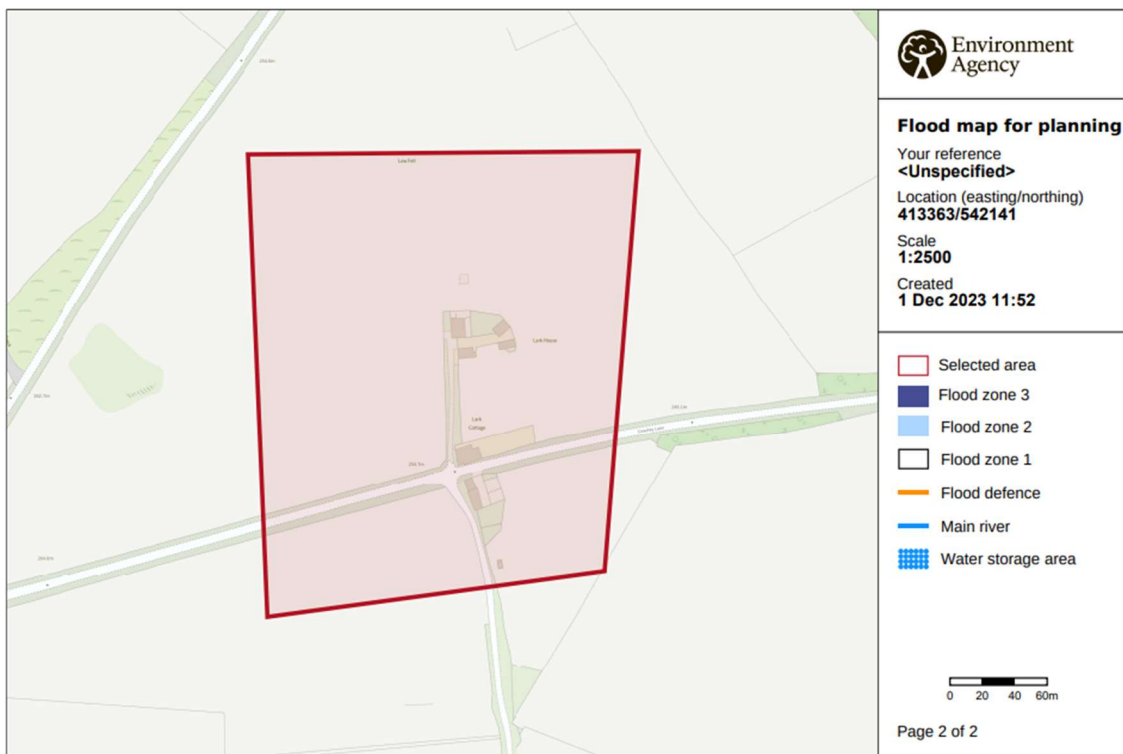 Environment
Agency
Flood map for planning
Your reference
<Unspecified>
Location (easting/northing)
413363/542141
Scale
1:2500
Created
1 Dec 2023 11:52
Selected area
Flood zone 3
Flood zone 2
Flood zone 1
Flood defence
Main river
Water storage area
0 20 40 60m
Page 2 of 2
Lark House
Lark
Cottage